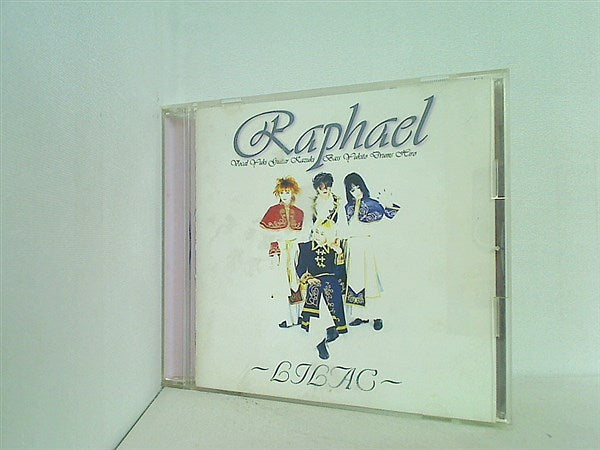 Raphael
Vocal Yuki Guitar Kazuki Bass Yukito Drums Hiro
~LILAC~